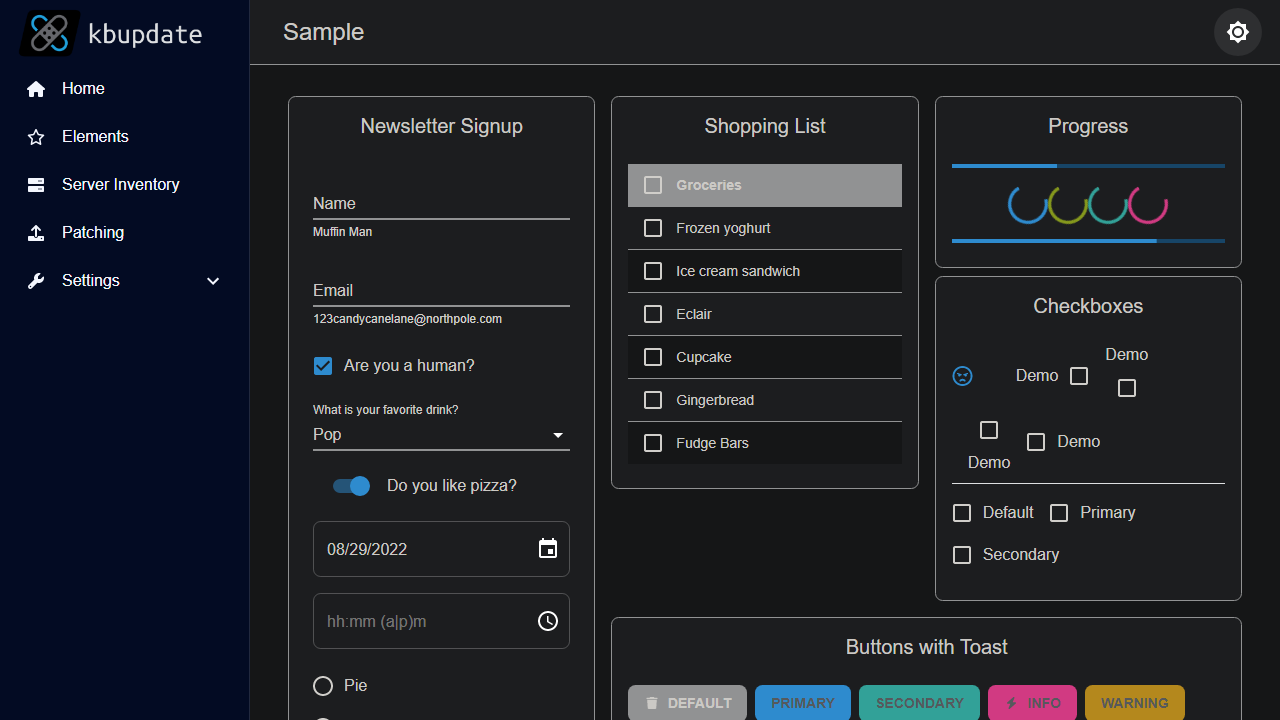 kbupdate
Home
Elements
Server Inventory
Patching
Settings
Sample
Newsletter Signup
Name
Muffin Man
Email
123candycanelane@northpole.com
Are you a human?
What is your favorite drink?
Pop
Do you like pizza?
08/29/2022
hh:mm (a|p)m
Pie
Shopping List
Groceries
Frozen yoghurt
Ice cream sandwich
Eclair
Cupcake
Gingerbread
Fudge Bars
Progress
Checkboxes
Demo
Demo
Demo
Demo
Default
Primary
Secondary
Buttons with Toast
DEFAULT
PRIMARY
SECONDARY
INFO
WARNING